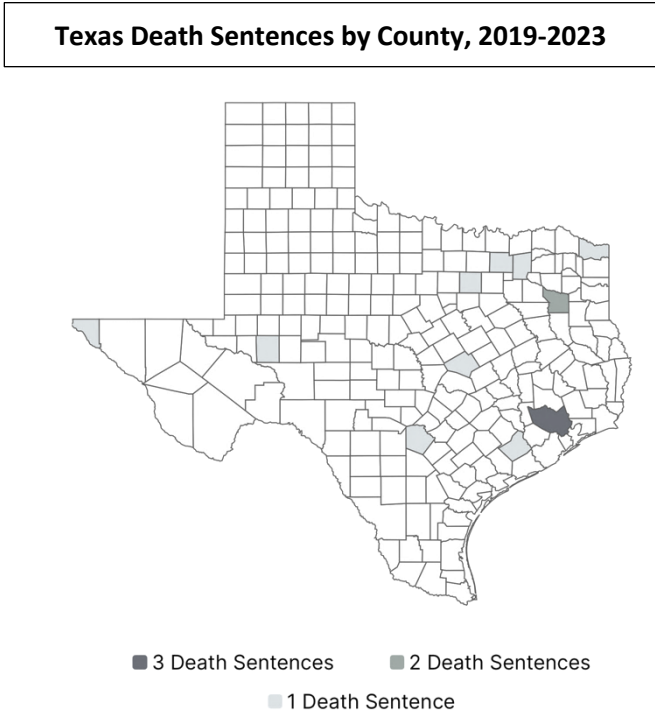 Texas Death Sentences by County, 2019-2023
3 Death Sentences
2 Death Sentences
1 Death Sentence